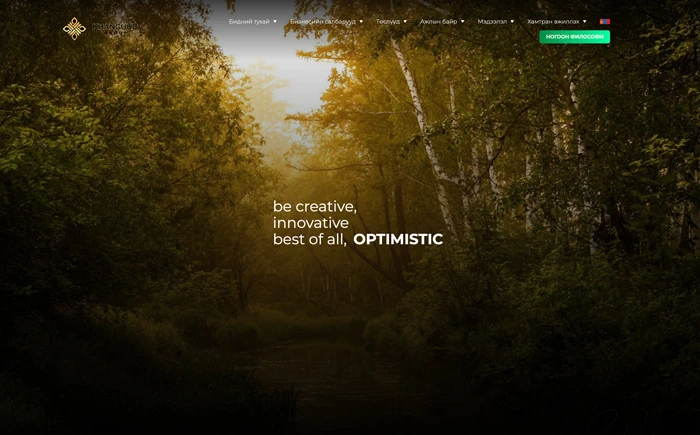 Бидний тухай
Бизнесийн салбарууд
Төслүүд
Ажлын байр
Мэдээлэл
Хамтран ажиллах
НОГООН ФИЛОСОФИ
be creative,
innovative
best of all, OPTIMISTIC